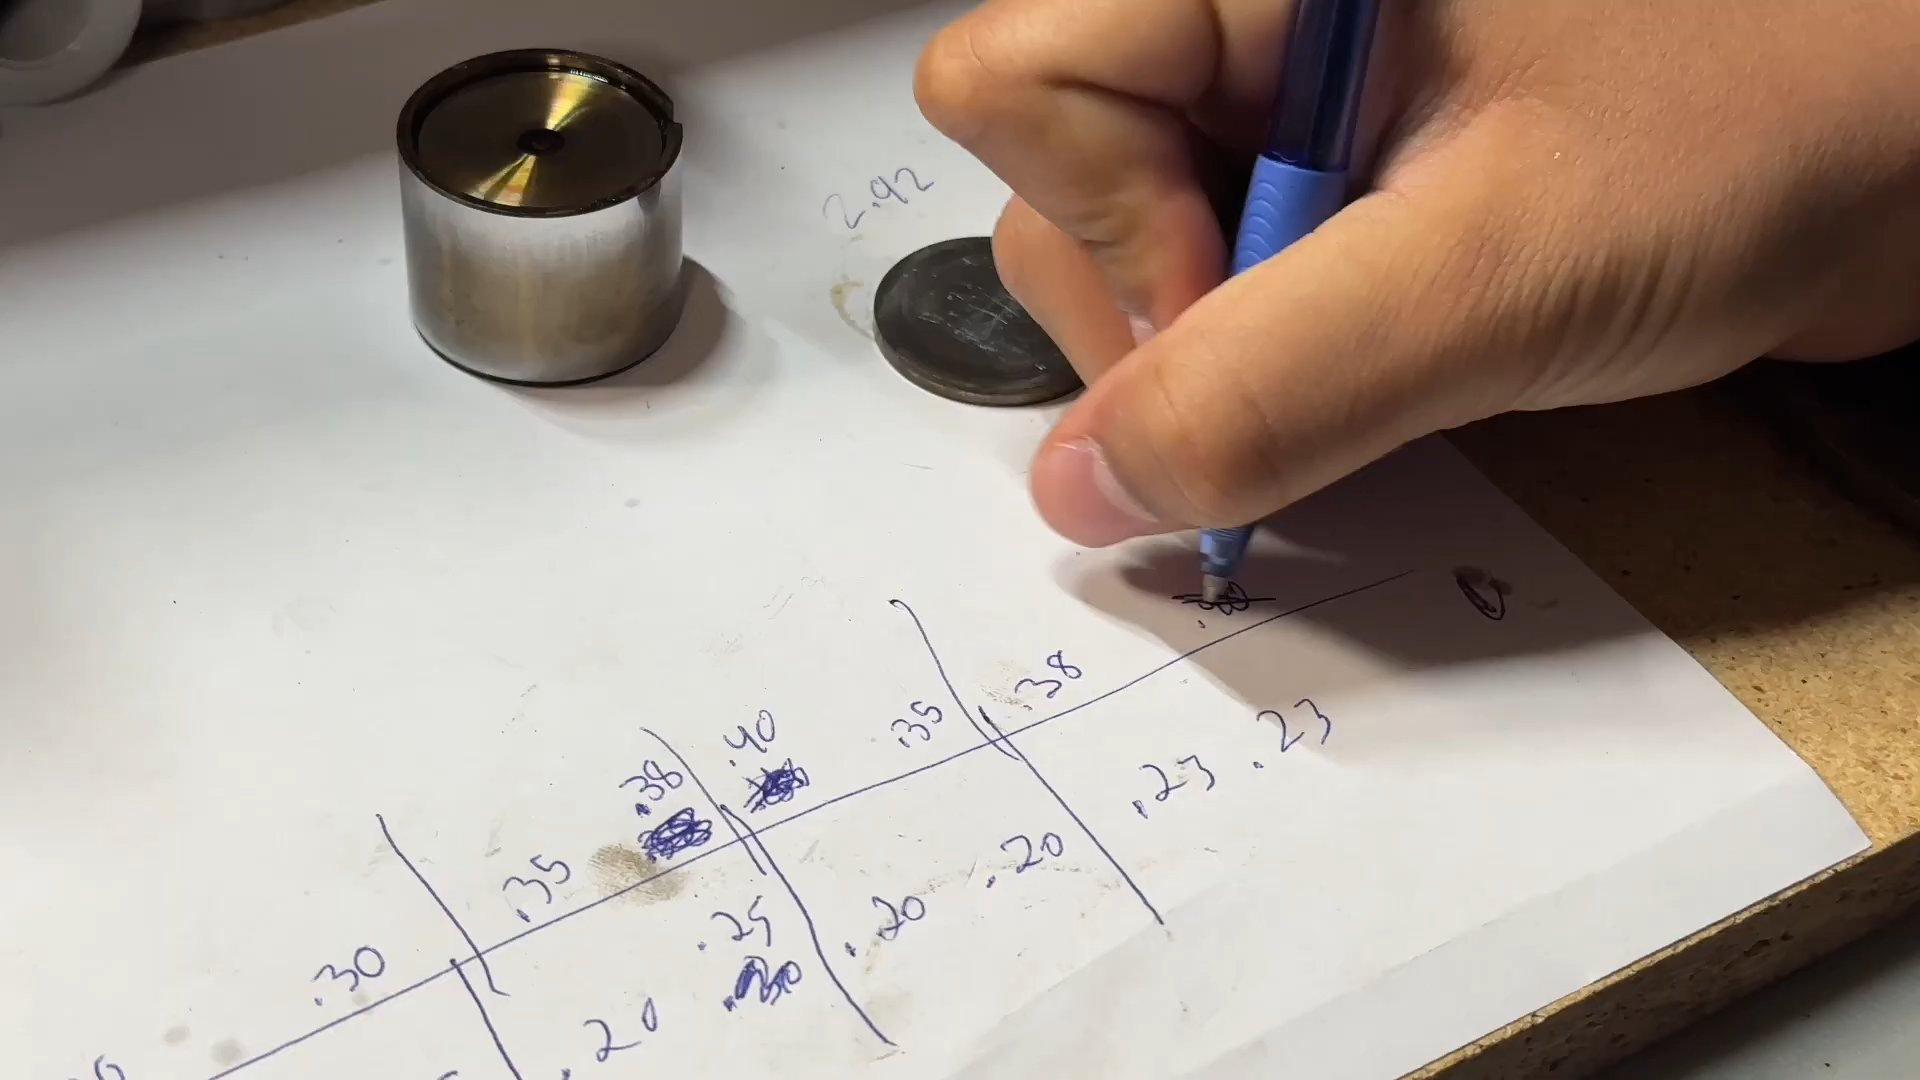 2.92
.30 .35 .38 .40 .35 .38
.20 .25 .20 .20 .23 .23